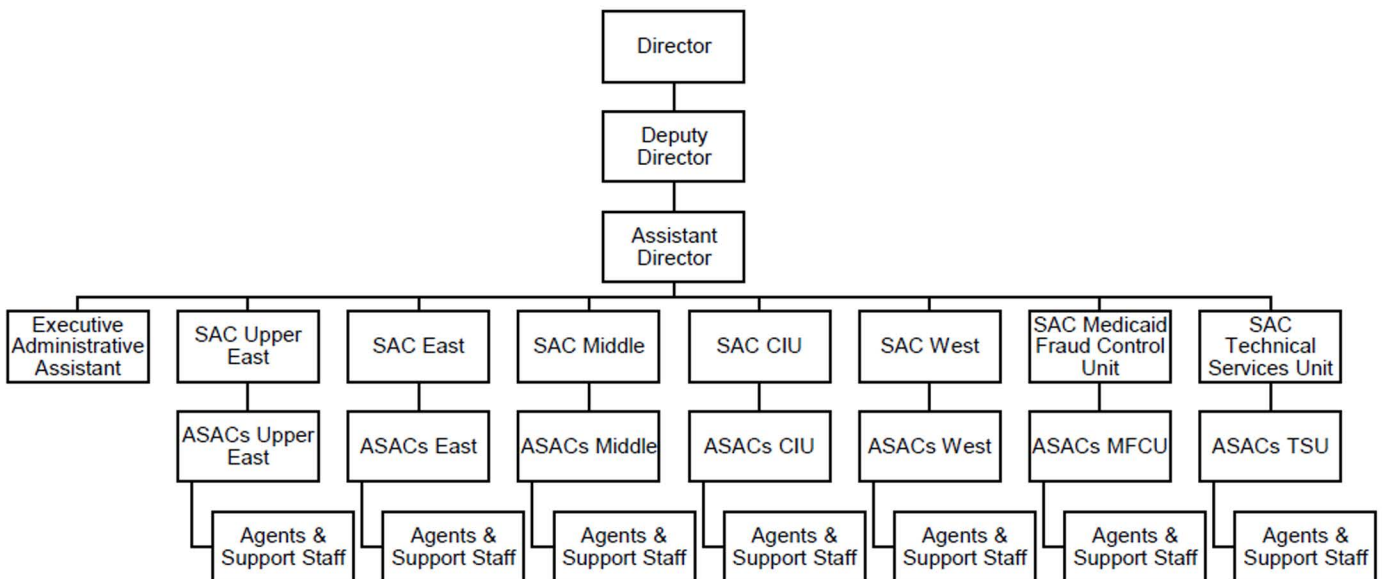 Director
Deputy
Director
Assistant
Director
Executive
Administrative
Assistant
SAC Upper
East
SAC East
SAC Middle
SAC CIU
SAC West
SAC Medicaid
Fraud Control
Unit
SAC
Technical
Services Unit
ASACs Upper
East
ASACs East
ASACs Middle
ASACs CIU
ASACs West
ASACs MFCU
ASACs TSU
Agents &
Support Staff
Agents &
Support Staff
Agents &
Support Staff
Agents &
Support Staff
Agents &
Support Staff
Agents &
Support Staff
Agents &
Support Staff